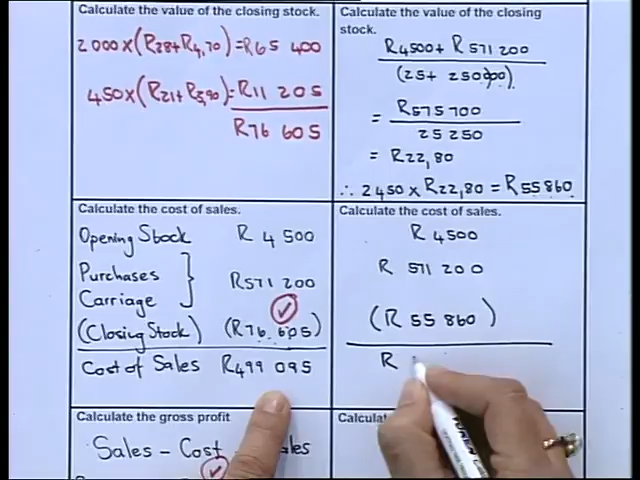 Calculate the value of the closing stock.
2 000 x (R28 + R4,70) = R65 400
450 x (R21 + R3,90) = R11 205
R76 605
Calculate the value of the closing stock.
R4500 + R 571 200
(25 + 250 )
= R575 700
25 250
= R22,80
∴ 2450 x R22,80 = R55 860
Calculate the cost of sales.
Opening Stock R 4 500
Purchases
Carriage R571 200
(Closing Stock) (R76 605)
Cost of Sales R499 095
Calculate the cost of sales.
R 4500
R 571 200
(R 55 860)
R
Calculate the gross profit
Sales - Cost